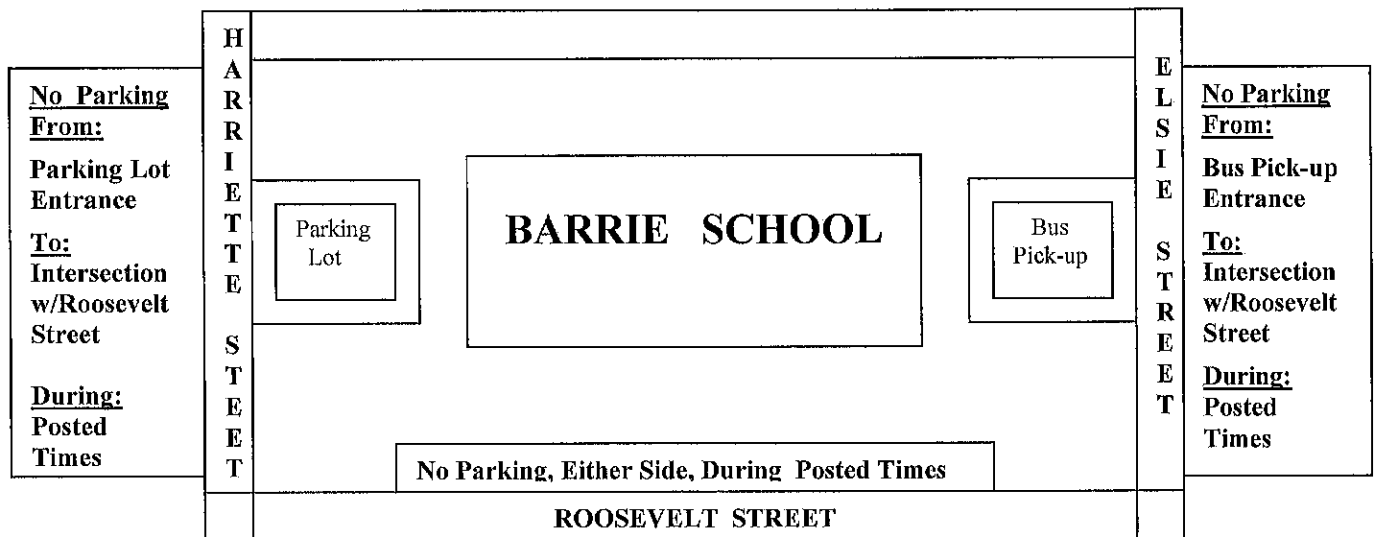 HARRIETTE STEET
No Parking
From:
Parking Lot
Entrance
To:
Intersection
w/Roosevelt
Street
During:
Posted
Times
Parking
Lot
BARRIE SCHOOL
Bus
Pick-up
ELSIE STREET
No Parking
From:
Bus Pick-up
Entrance
To:
Intersection
w/Roosevelt
Street
During:
Posted
Times
No Parking, Either Side, During Posted Times
ROOSEVELT STREET